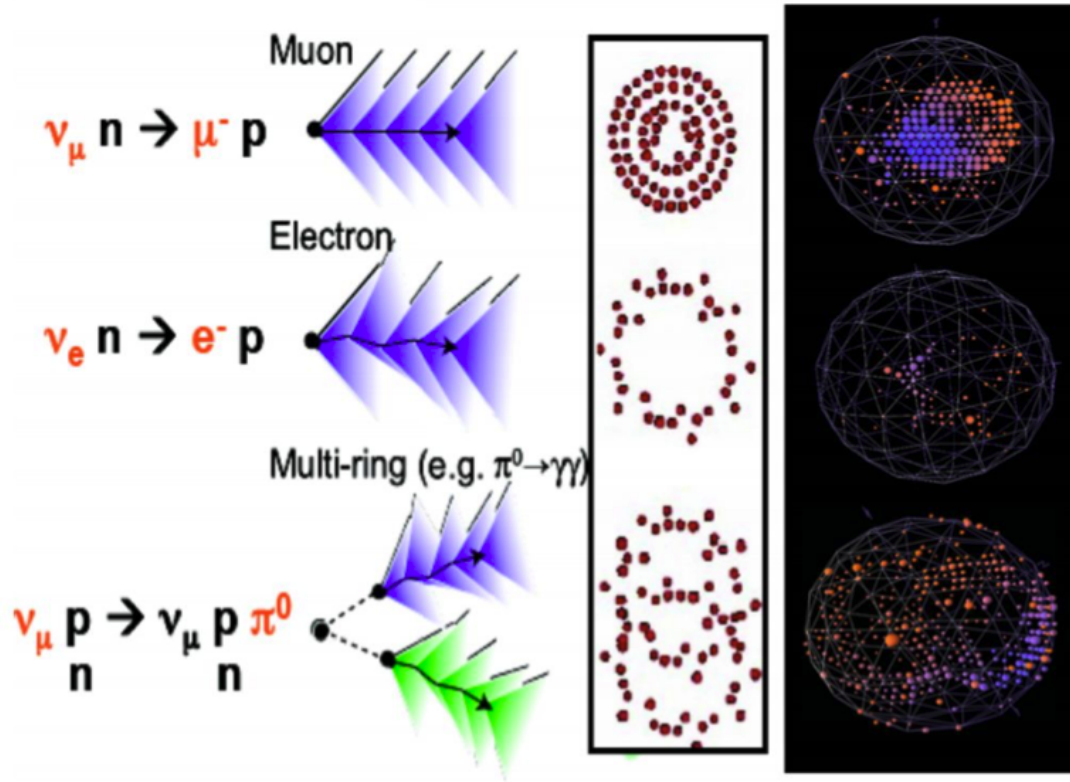 Muon
νμ n → μ⁻ p
Electron
νe n → e⁻ p
Multi-ring (e.g. π⁰→γγ)
νμ p → νμ p π⁰
n n